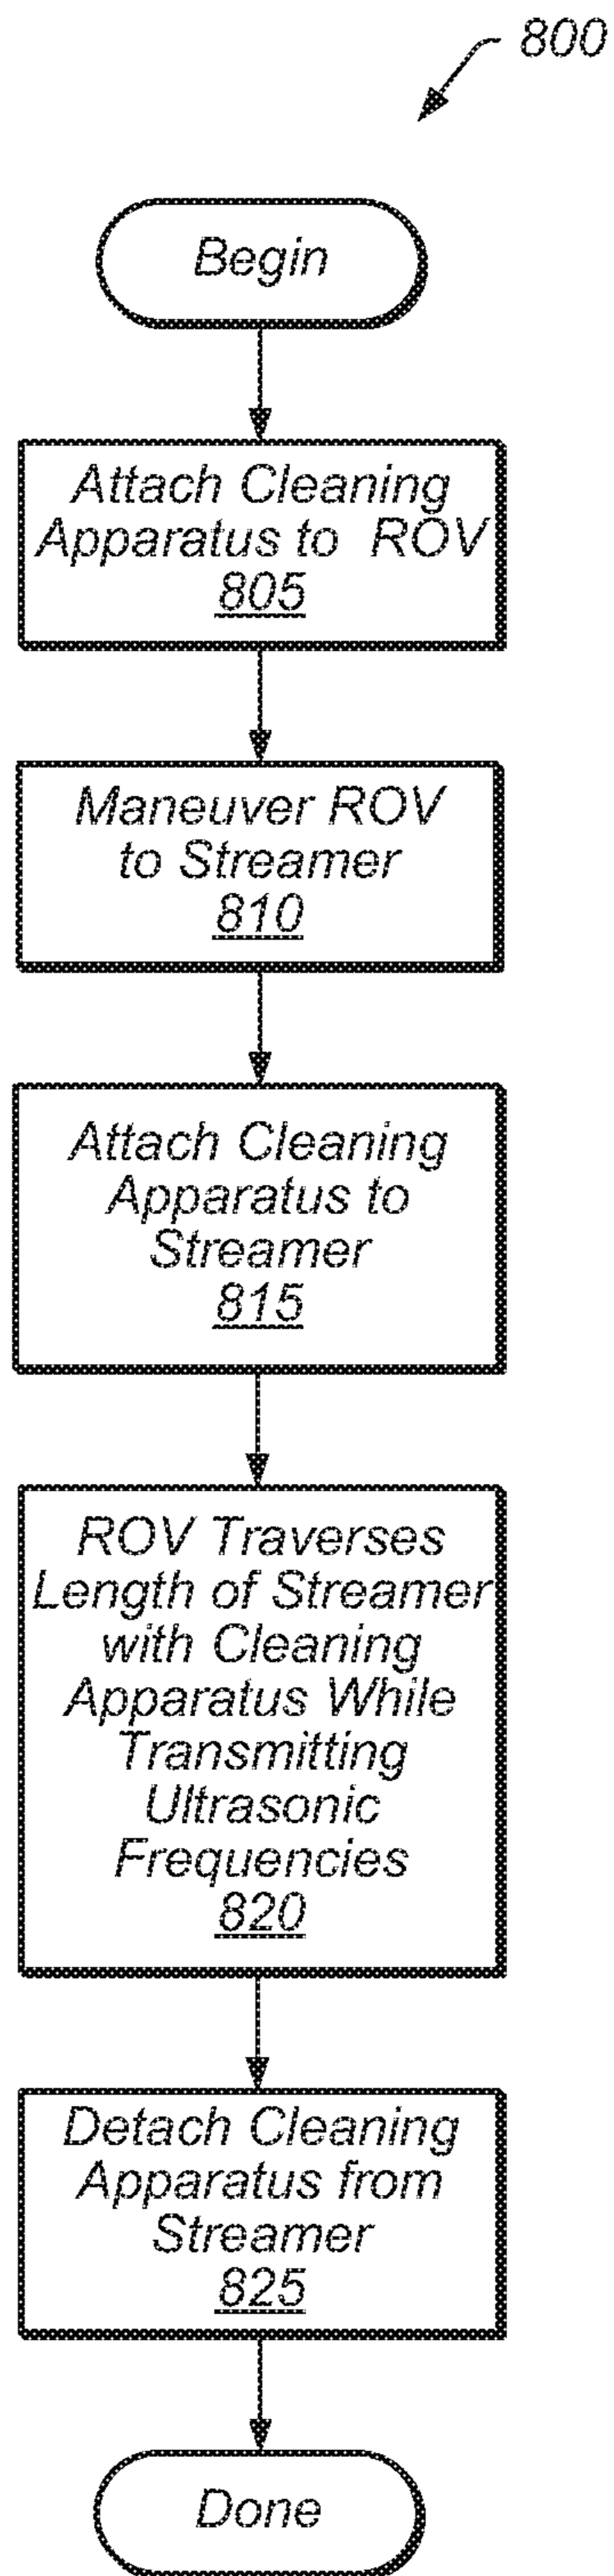 800
Begin
Attach Cleaning
Apparatus to ROV
805
Maneuver ROV
to Streamer
810
Attach Cleaning
Apparatus to
Streamer
815
ROV Traverses
Length of Streamer
with Cleaning
Apparatus While
Transmitting
Ultrasonic
Frequencies
820
Detach Cleaning
Apparatus from
Streamer
825
Done